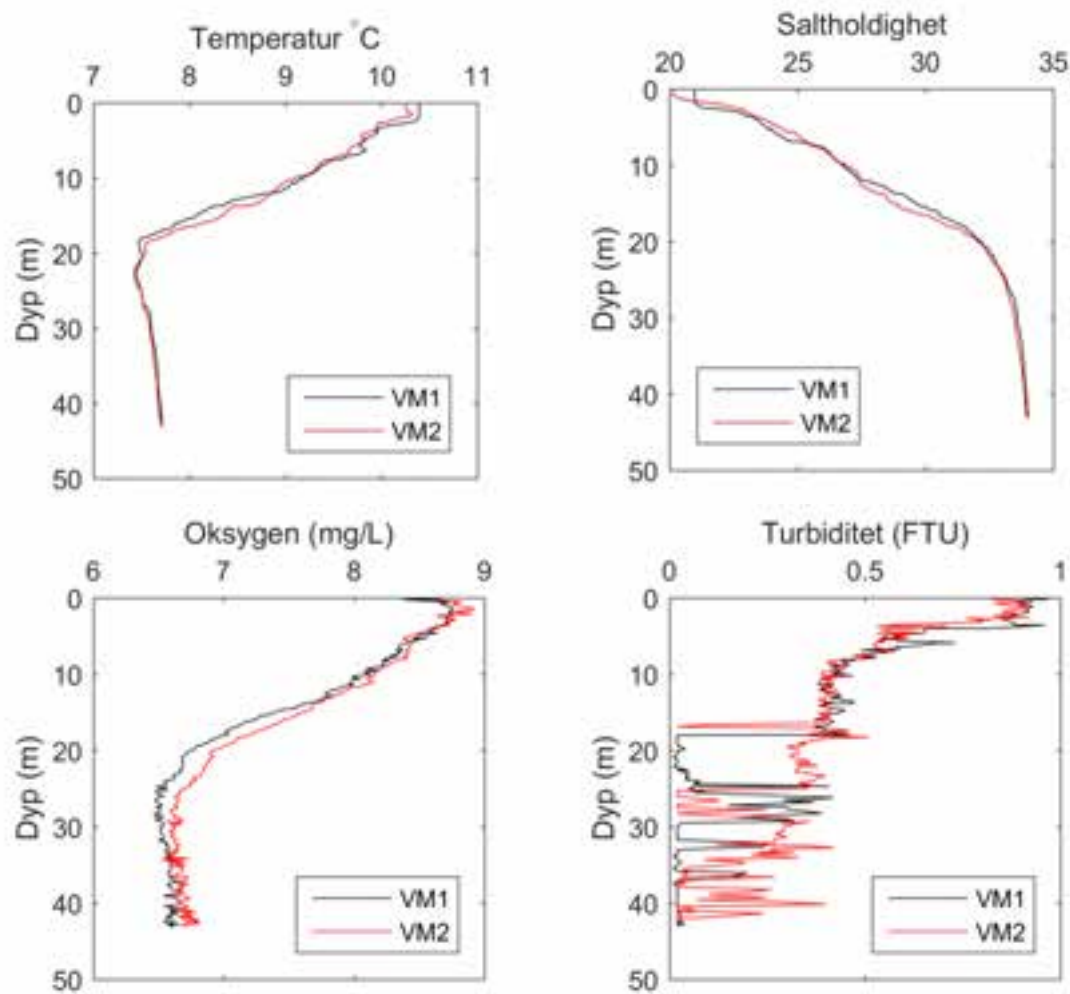 Temperatur °C
7 8 9 10 11
0
10
20
30
40
50
Dyp (m)
VM1
VM2
Saltholdighet
20 25 30 35
0
10
20
30
40
50
Dyp (m)
VM1
VM2
Oksygen (mg/L)
6 7 8 9
0
10
20
30
40
50
Dyp (m)
VM1
VM2
Turbiditet (FTU)
0 0.5 1
0
10
20
30
40
50
Dyp (m)
VM1
VM2